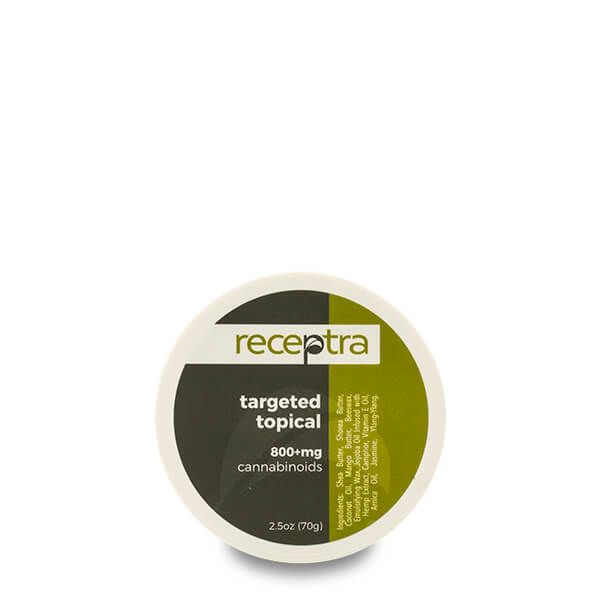 receptra
targeted
topical
800+mg
cannabinoids
2.5oz (70g)
Ingredients: Shea Butter, Shorea Butter,
Coconut Oil, Mango Butter, Beeswax,
Emulsifying Wax, Jojoba Oil Infused with
Hemp Extract, Camphor, Vitamin E Oil,
Arnica Oil, Jasmine, Ylang-Ylang.